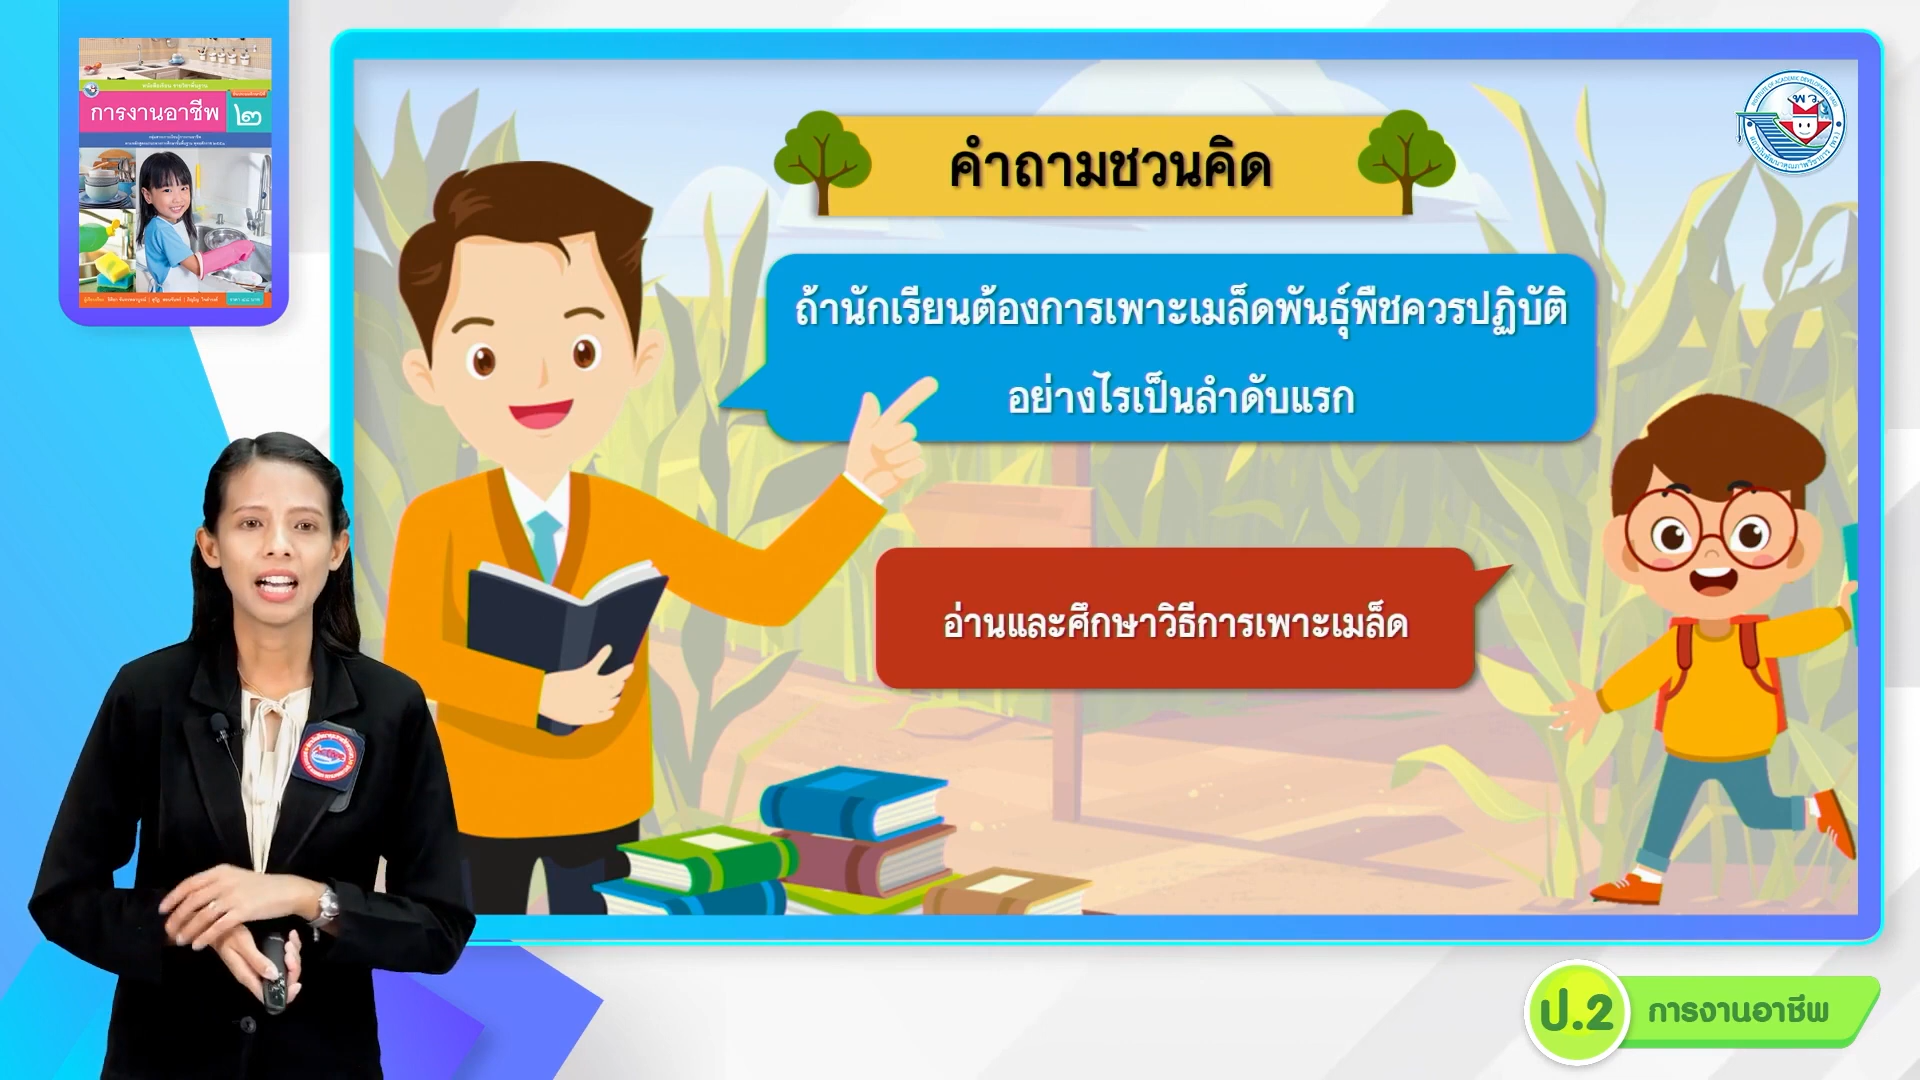 การงานอาชีพ
๒
คำถามชวนคิด
ถ้านักเรียนต้องการเพาะเมล็ดพันธุ์พืชควรปฏิบัติ
อย่างไรเป็นลำดับแรก
อ่านและศึกษาวิธีการเพาะเมล็ด
พว.
ป.2 การงานอาชีพ